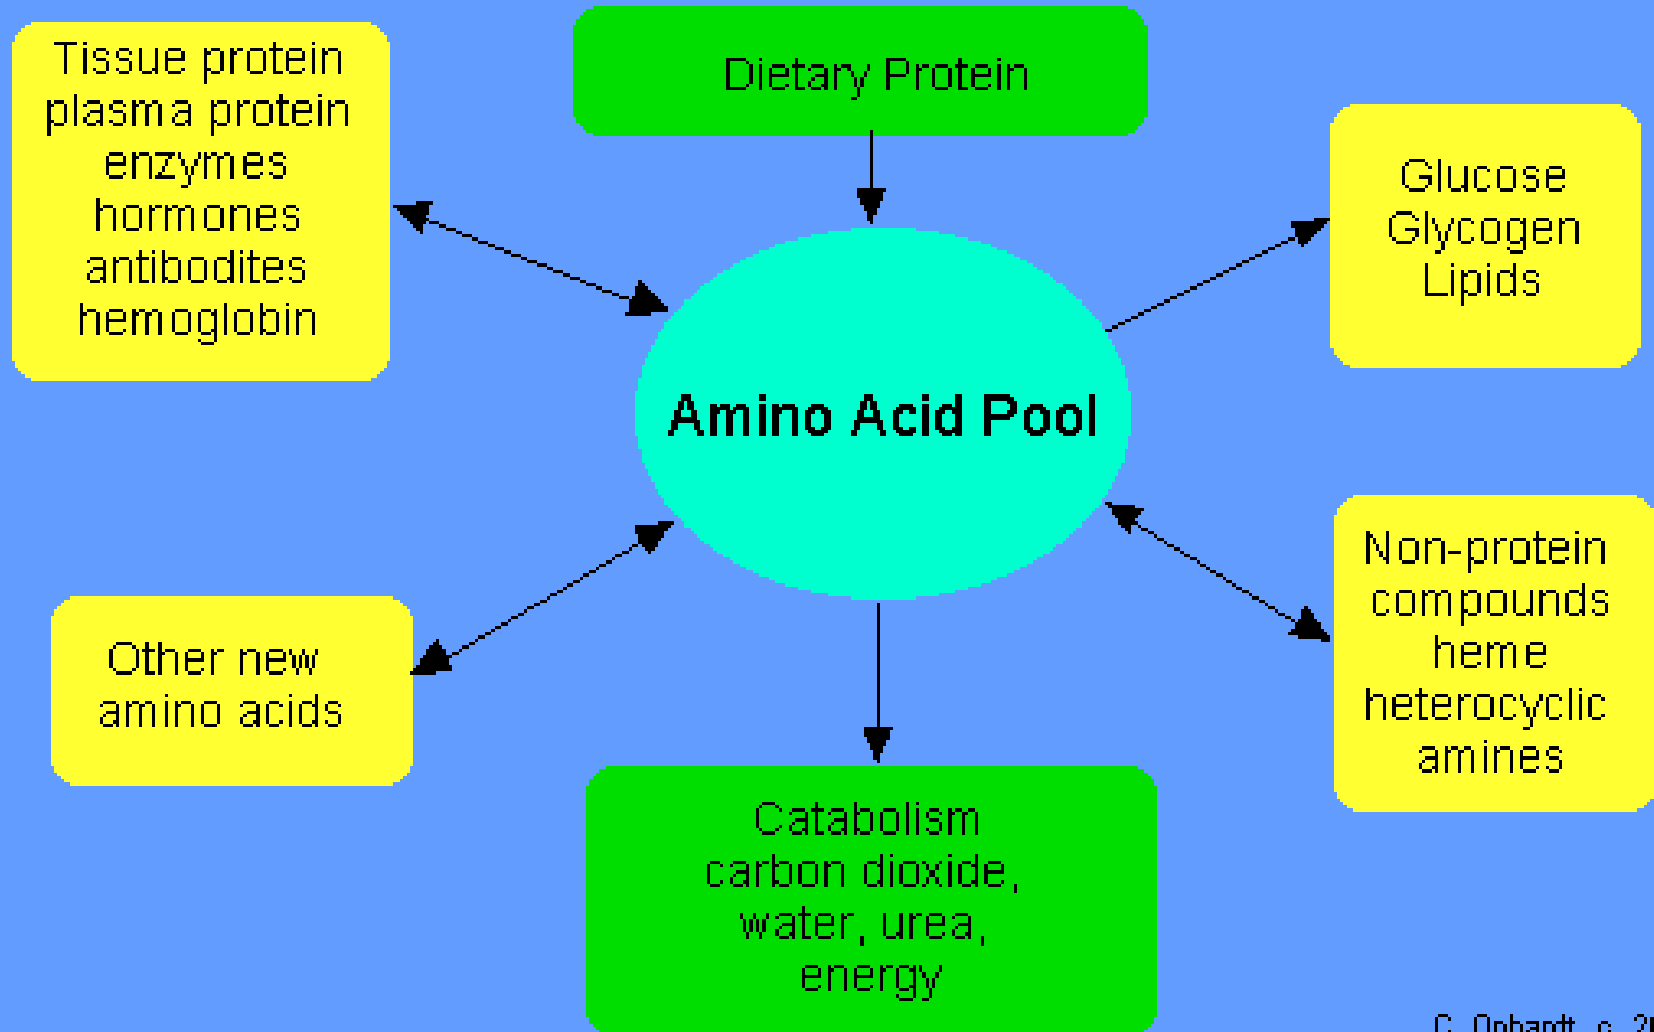 Tissue protein
plasma protein
enzymes
hormones
antibodites
hemoglobin
Dietary Protein
Glucose
Glycogen
Lipids
Amino Acid Pool
Other new
amino acids
Non-protein
compounds
heme
heterocyclic
amines
Catabolism
carbon dioxide,
water, urea,
energy
C. Ophardt, c.